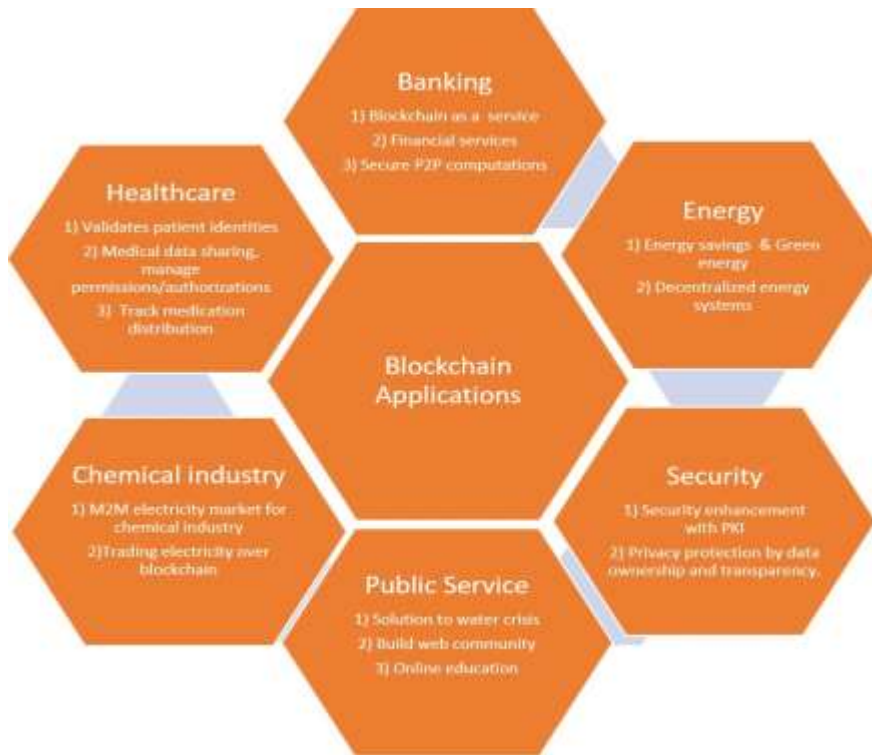 Banking
1) Blockchain as a service
2) Financial services
3) Secure P2P computations
Healthcare
1) Validates patient identities
2) Medical data sharing,
manage
permissions/authorizations
3) Track medication
distribution
Energy
1) Energy savings & Green
energy
2) Decentralized energy
systems
Blockchain
Applications
Chemical industry
1) M2M electricity market for
chemical industry
2)Trading electricity over
blockchain
Security
1) Security enhancement
with PKI
2) Privacy protection by data
ownership and transparency.
Public Service
1) Solution to water crisis
2) Build web community
3) Online education